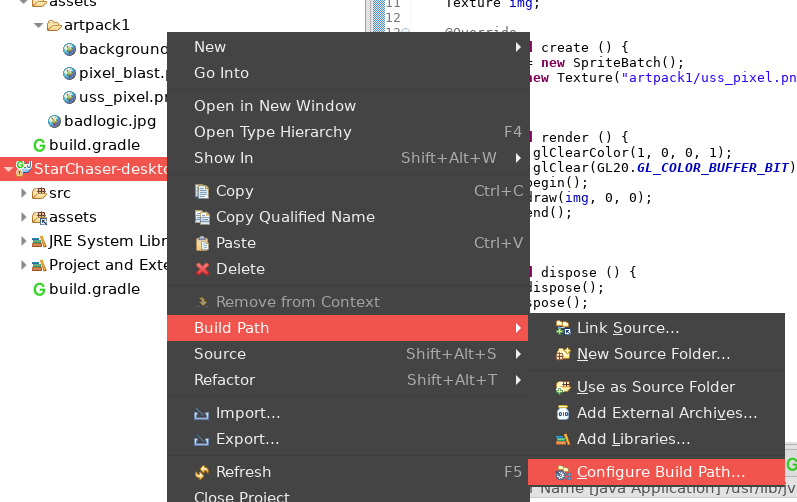 assets
artpack1
background
pixel_blast.p
uss_pixel.pn
badlogic.jpg
build.gradle
StarChaser-deskto
src
assets
JRE System Libr
Project and Exte
build.gradle
New
Go Into
Open in New Window
Open Type Hierarchy F4
Show In Shift+Alt+W
Copy Ctrl+C
Copy Qualified Name
Paste Ctrl+V
Delete
Remove from Context
Build Path
Source Shift+Alt+S
Refactor Shift+Alt+T
Import...
Export...
Refresh F5
Close Project
Link Source...
New Source Folder...
Use as Source Folder
Add External Archives...
Add Libraries...
Configure Build Path...
11 Texture img;
12
@Override
create () {
= new SpriteBatch();
new Texture("artpack1/uss_pixel.pn
render () {
glClearColor(1, 0, 0, 1);
glClear(GL20.GL_COLOR_BUFFER_BIT)
begin();
draw(img, 0, 0);
end();
dispose () {
dispose();
spose();
Name [Java Application] /usr/lib/jv